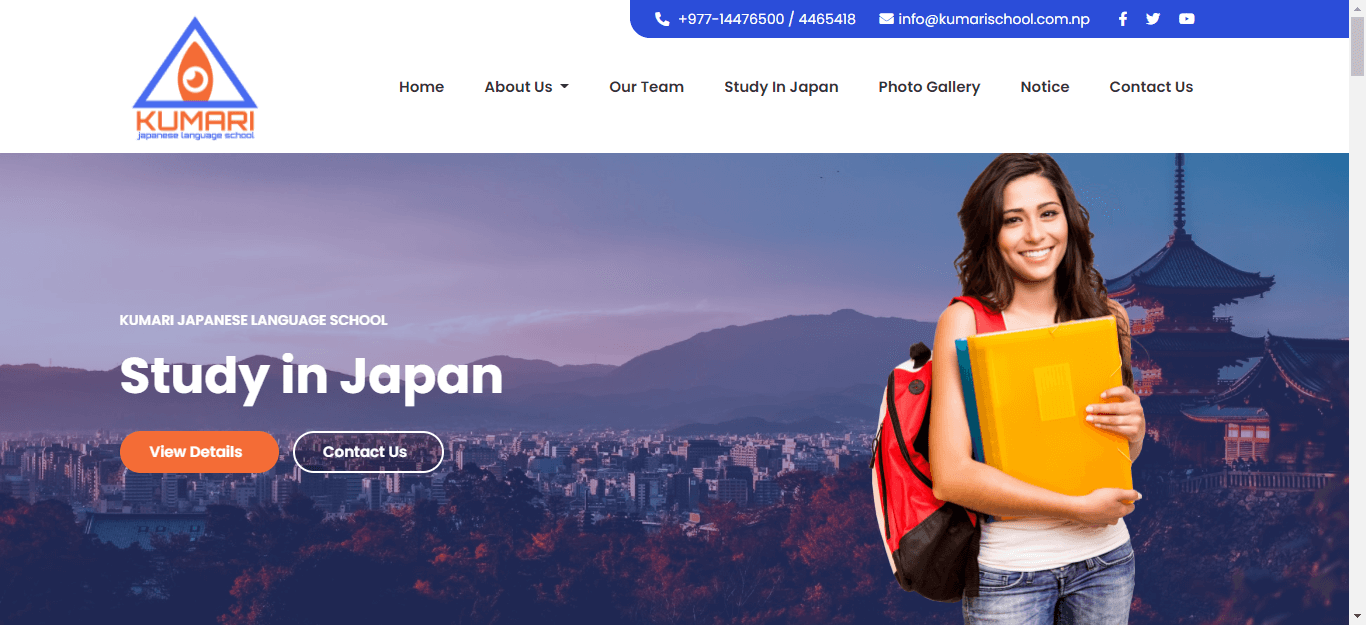 +977-14476500 / 4465418 info@kumarischool.com.np
KUMARI
japanese language school
Home About Us Our Team Study In Japan Photo Gallery Notice Contact Us
KUMARI JAPANESE LANGUAGE SCHOOL
Study in Japan
View Details Contact Us